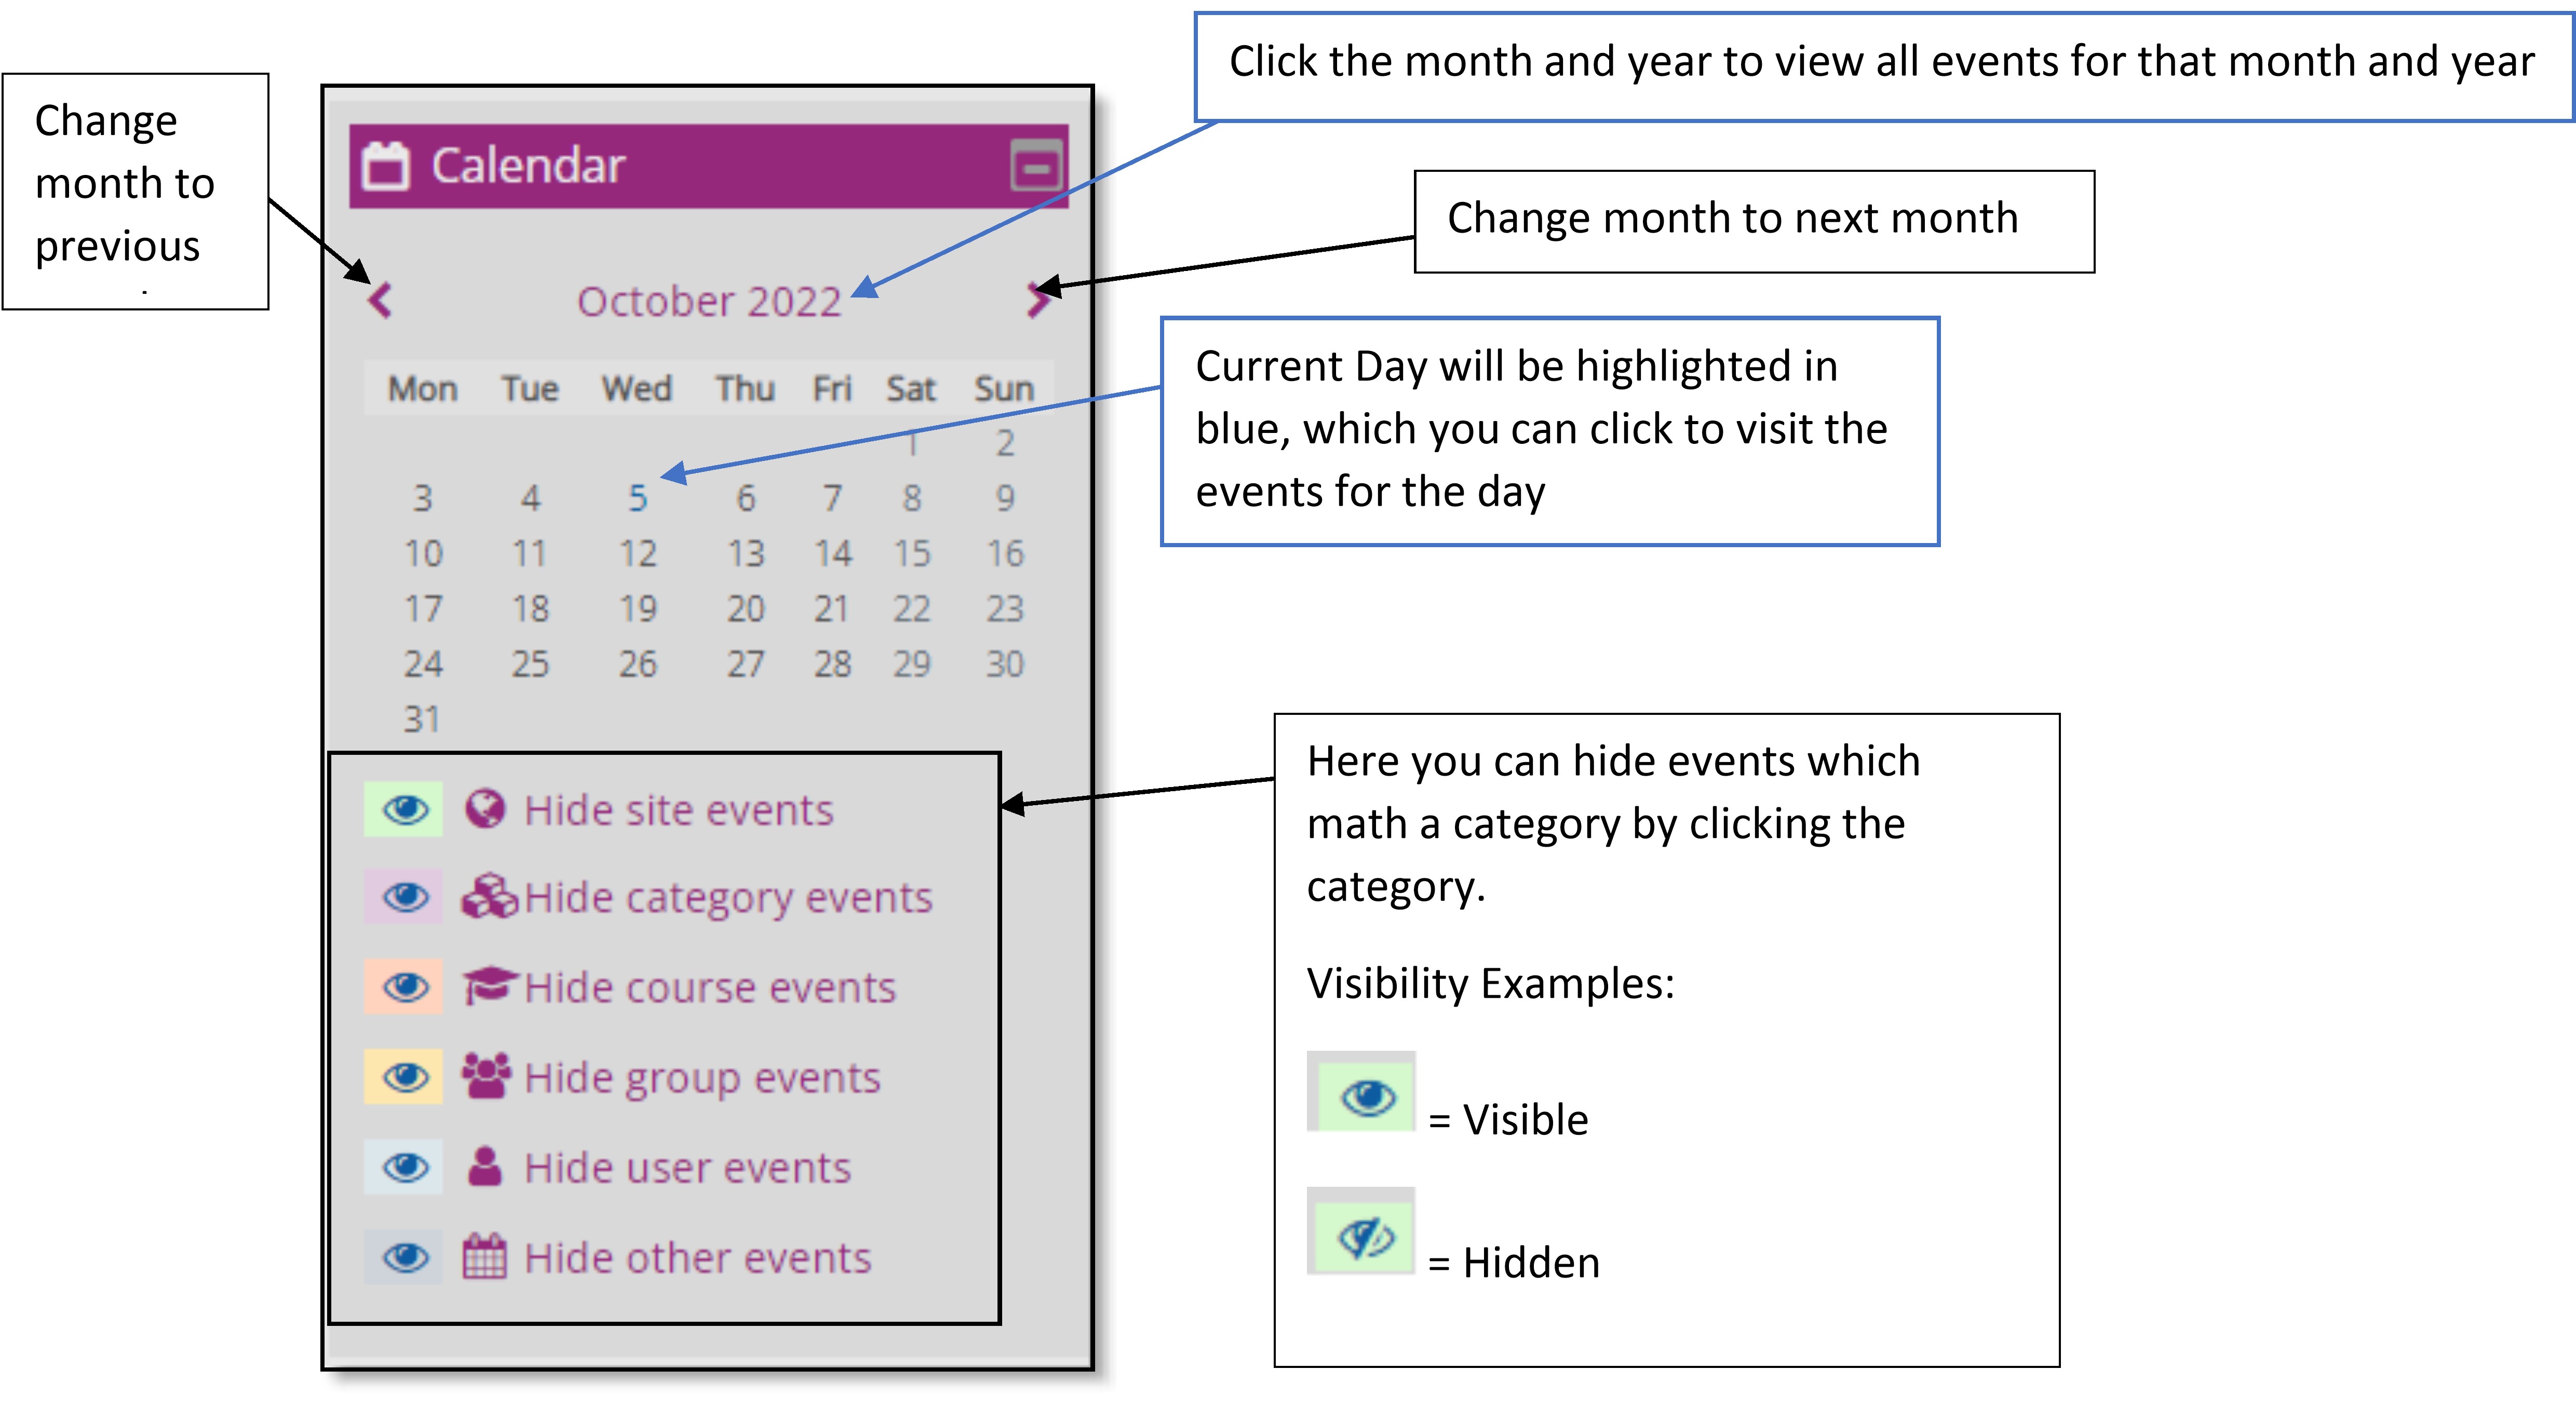 Click the month and year to view all events for that month and year
Change
month to
previous
Calendar
Change month to next month
October 2022
Current Day will be highlighted in
blue, which you can click to visit the
events for the day
Mon Tue Wed Thu Fri Sat Sun
1 2
3 4 5 6 7 8 9
10 11 12 13 14 15 16
17 18 19 20 21 22 23
24 25 26 27 28 29 30
31
Hide site events
Hide category events
Hide course events
Hide group events
Hide user events
Hide other events
Here you can hide events which
math a category by clicking the
category.
Visibility Examples:
= Visible
= Hidden